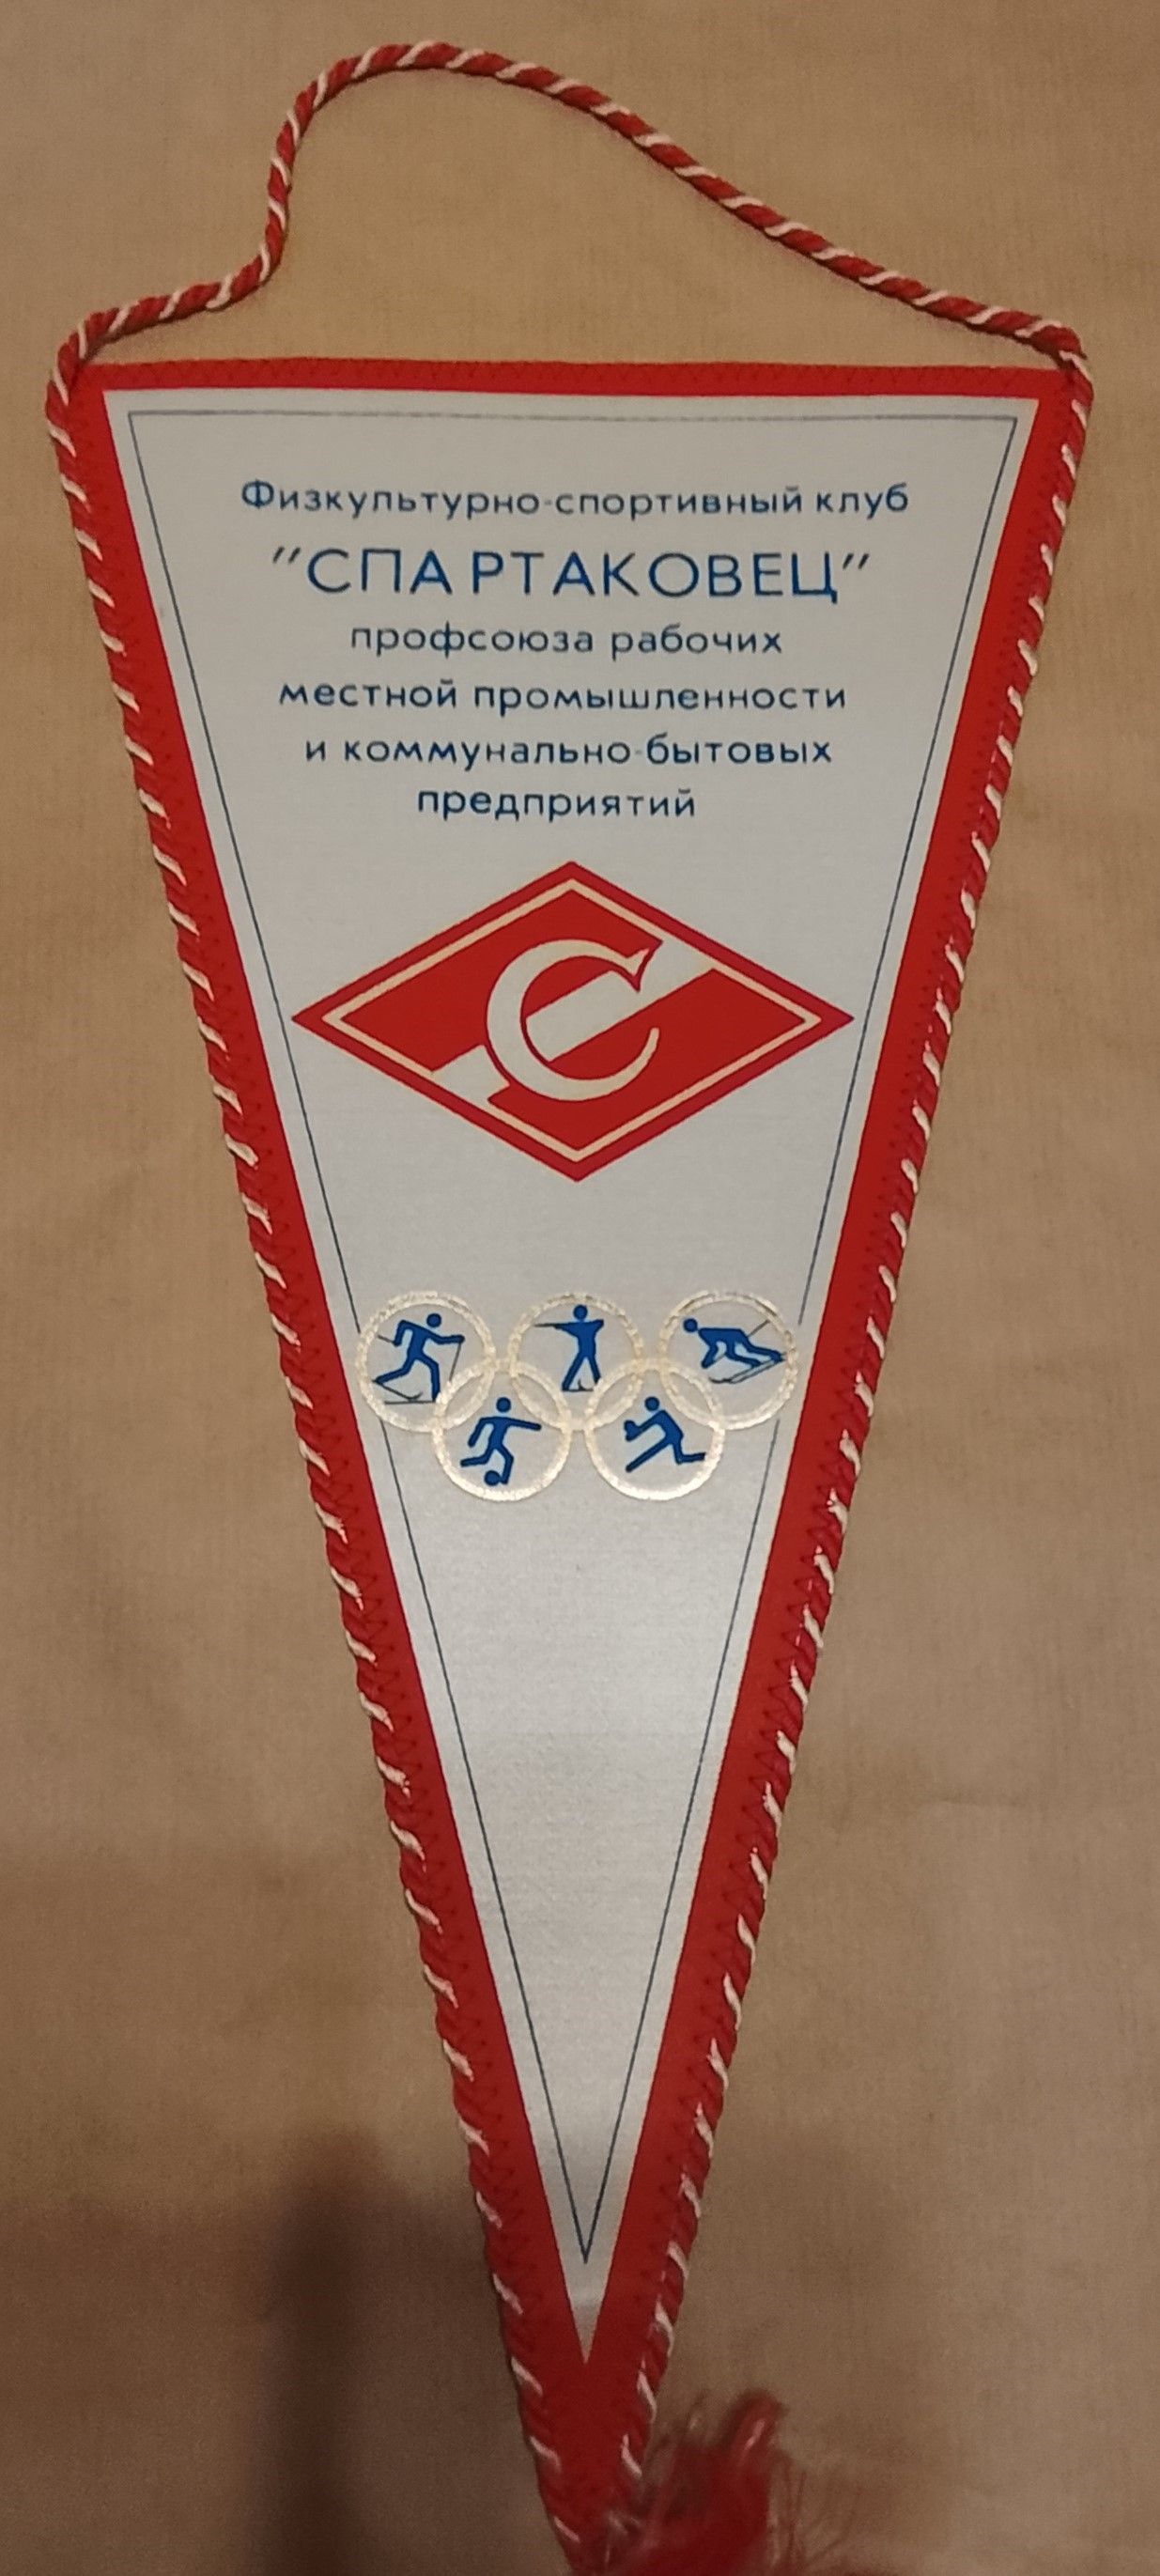 Физкультурно-спортивный клуб
"СПАРТАКОВЕЦ"
профсоюза рабочих
местной промышленности
и коммунально-бытовых
предприятий
С